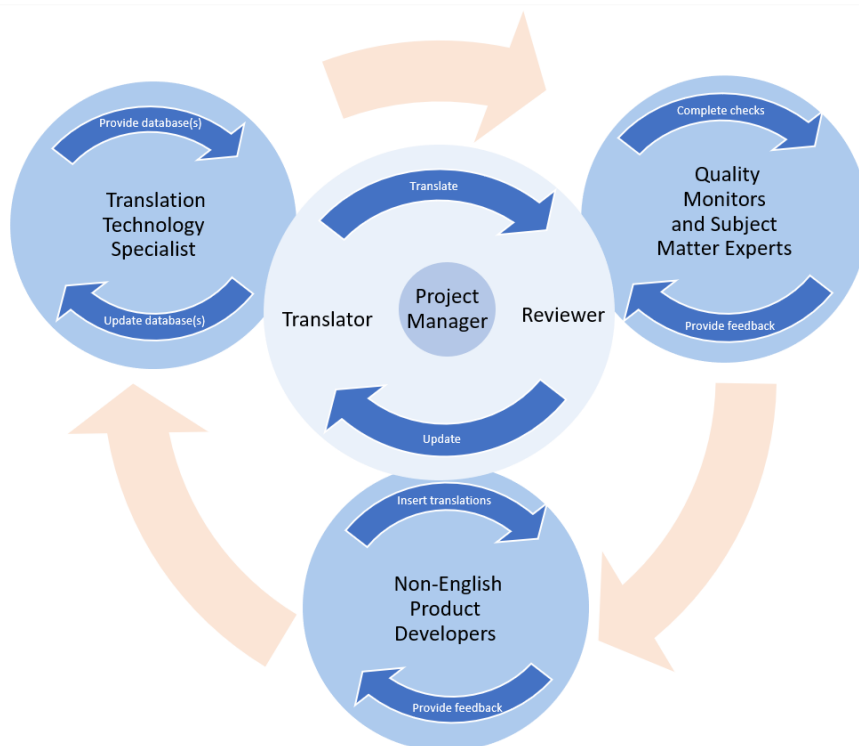 Provide database(s)
Translation
Technology
Specialist
Update database(s)
Translate
Translator
Project
Manager
Reviewer
Update
Complete checks
Quality
Monitors
and Subject
Matter Experts
Provide feedback
Insert translations
Non-English
Product
Developers
Provide feedback